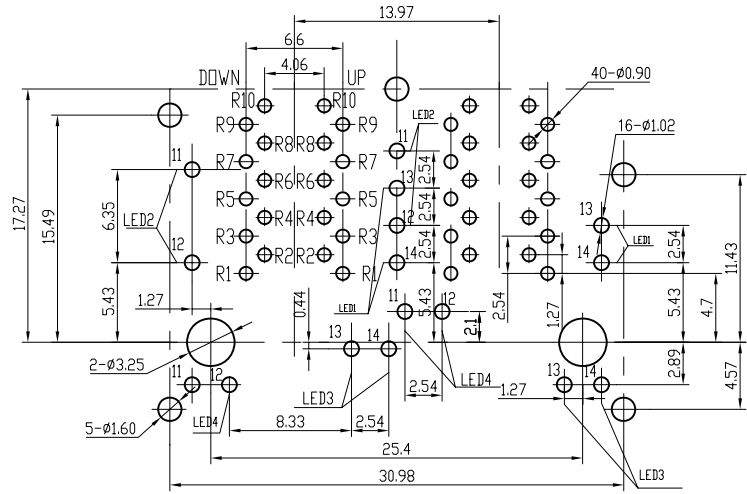 13.97
6.6
4.06
DOWN UP
40-Ø0.90
R10 R10
LED2
R9 R9
16-Ø1.02
11
R8 R8
11 R7 R7
2.54
R6 R6
13
17.27
15.49
6.35
LED2
R5 R5
2.54
R4 R4
12
13
R3 R3
2.54
LED1
2.54
11.43
12
R2 R2
14
14
R1 R1
5.43
1.27
0.44
LED1
5.43
11 12
2.1
2.54
1.27
5.43
4.7
13 14
2-Ø3.25
11 12
LED4
2.54
13 14
2.89
4.57
1.27
5-Ø1.60
LED4
LED3
8.33
2.54
25.4
LED3
30.98